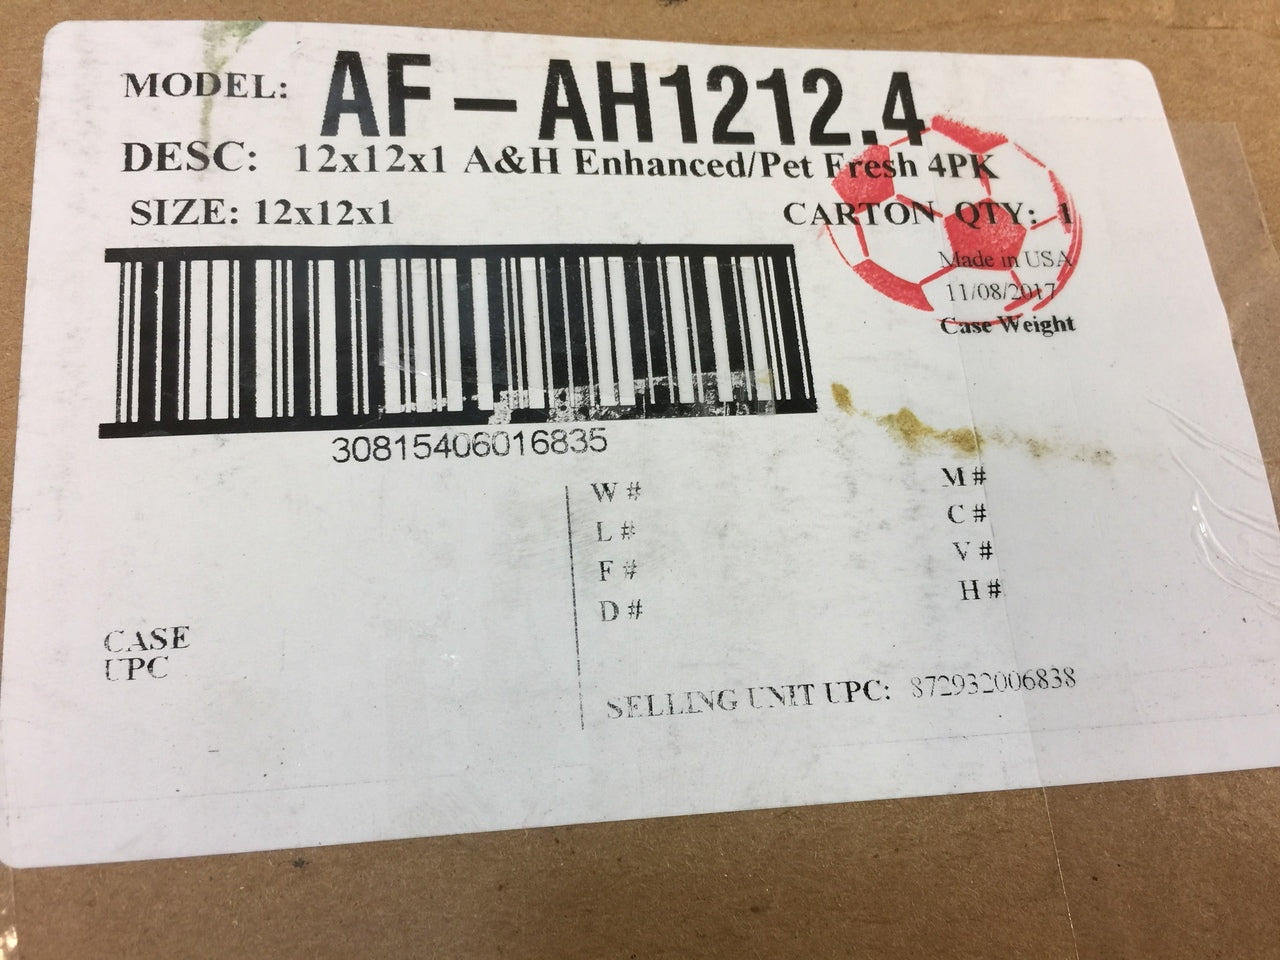 MODEL: AF-AH1212.4
DESC: 12x12x1 A&H Enhanced/Pet Fresh 4PK
SIZE: 12x12x1 CARTON QTY: 1
Made in USA
11/08/2017
Case Weight
30815406016835
W # M #
L # C #
F # V #
D # H #
CASE
UPC
SELLING UNIT UPC: 872932006838